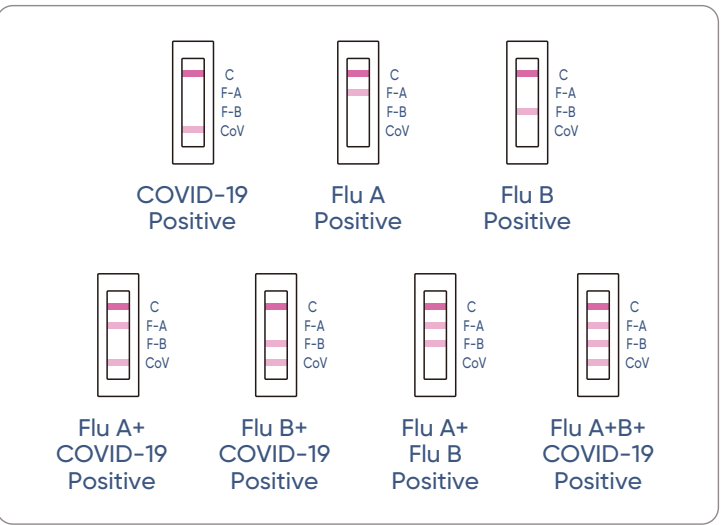 C
F-A
F-B
CoV
COVID-19
Positive
C
F-A
F-B
CoV
Flu A
Positive
C
F-A
F-B
CoV
Flu B
Positive
C
F-A
F-B
CoV
Flu A+
COVID-19
Positive
C
F-A
F-B
CoV
Flu B+
COVID-19
Positive
C
F-A
F-B
CoV
Flu A+
Flu B
Positive
C
F-A
F-B
CoV
Flu A+B+
COVID-19
Positive